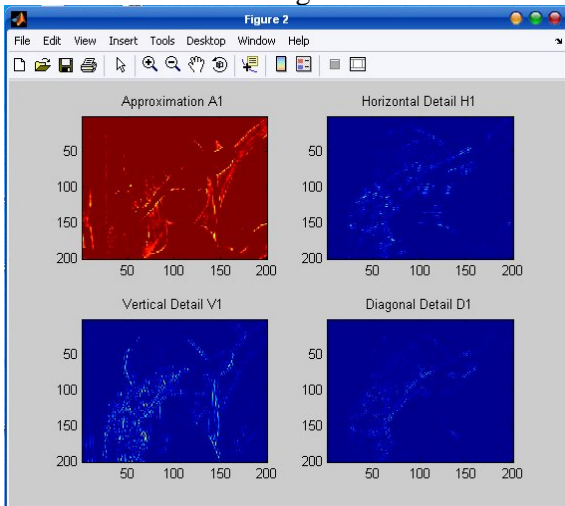 Figure 2
File Edit View Insert Tools Desktop Window Help
Approximation A1
50
100
150
200
50 100 150 200
Horizontal Detail H1
50
100
150
200
50 100 150 200
Vertical Detail V1
50
100
150
200
50 100 150 200
Diagonal Detail D1
50
100
150
200
50 100 150 200